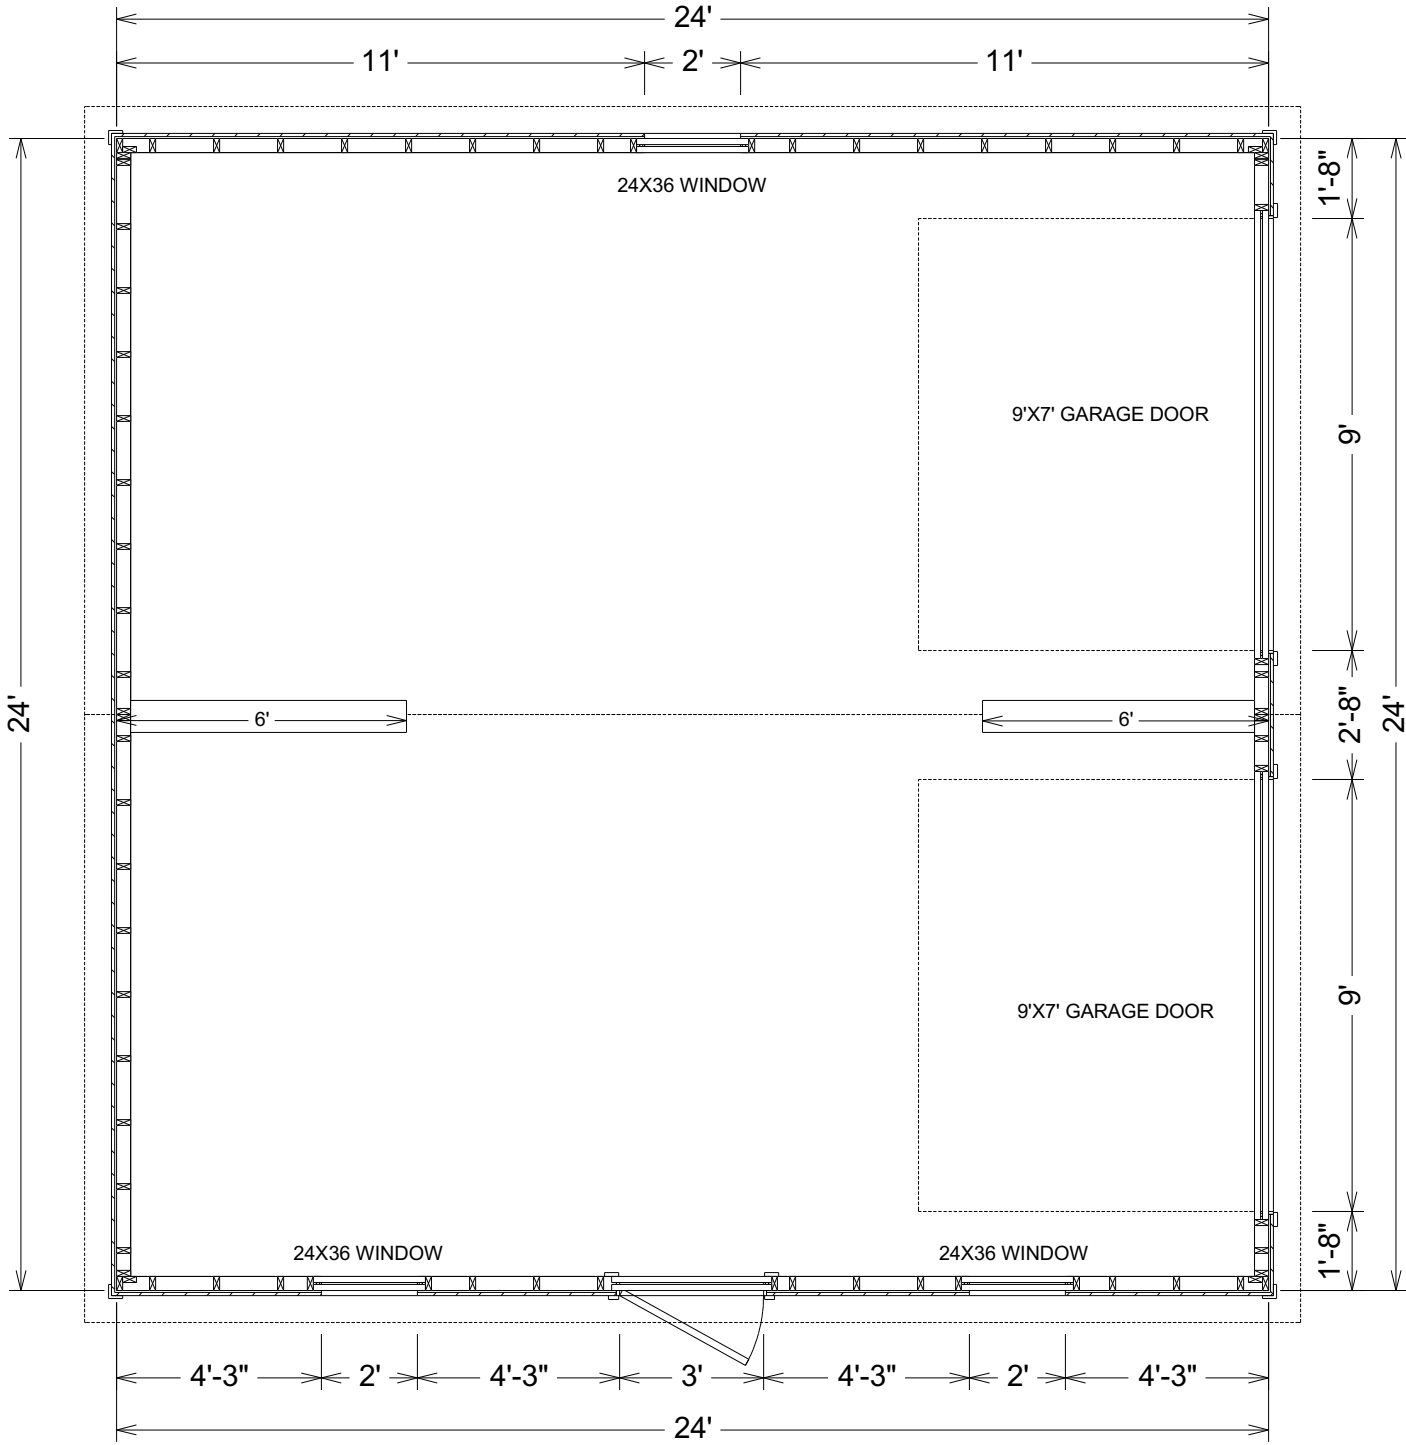 24'
11' 2' 11'
24X36 WINDOW
1'-8"
9'X7' GARAGE DOOR
9'
24'
6'
6'
2'-8"
24'
9'X7' GARAGE DOOR
9'
24X36 WINDOW 24X36 WINDOW
1'-8"
4'-3" 2' 4'-3" 3' 4'-3" 2' 4'-3"
24'